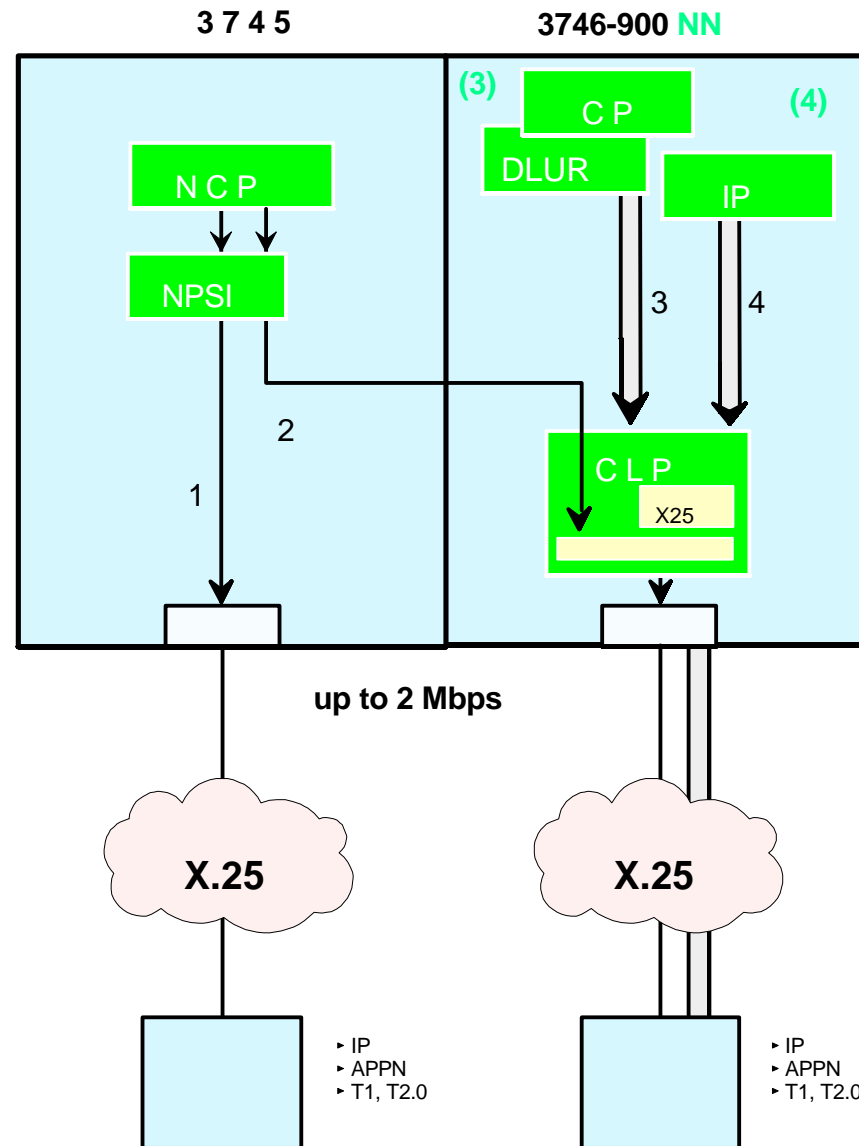 3 7 4 5
3746-900 NN
(3)
(4)
C P
DLUR
IP
N C P
NPSI
3
4
2
1
C L P
X25
up to 2 Mbps
X.25
X.25
▸ IP
▸ APPN
▸ T1, T2.0
▸ IP
▸ APPN
▸ T1, T2.0